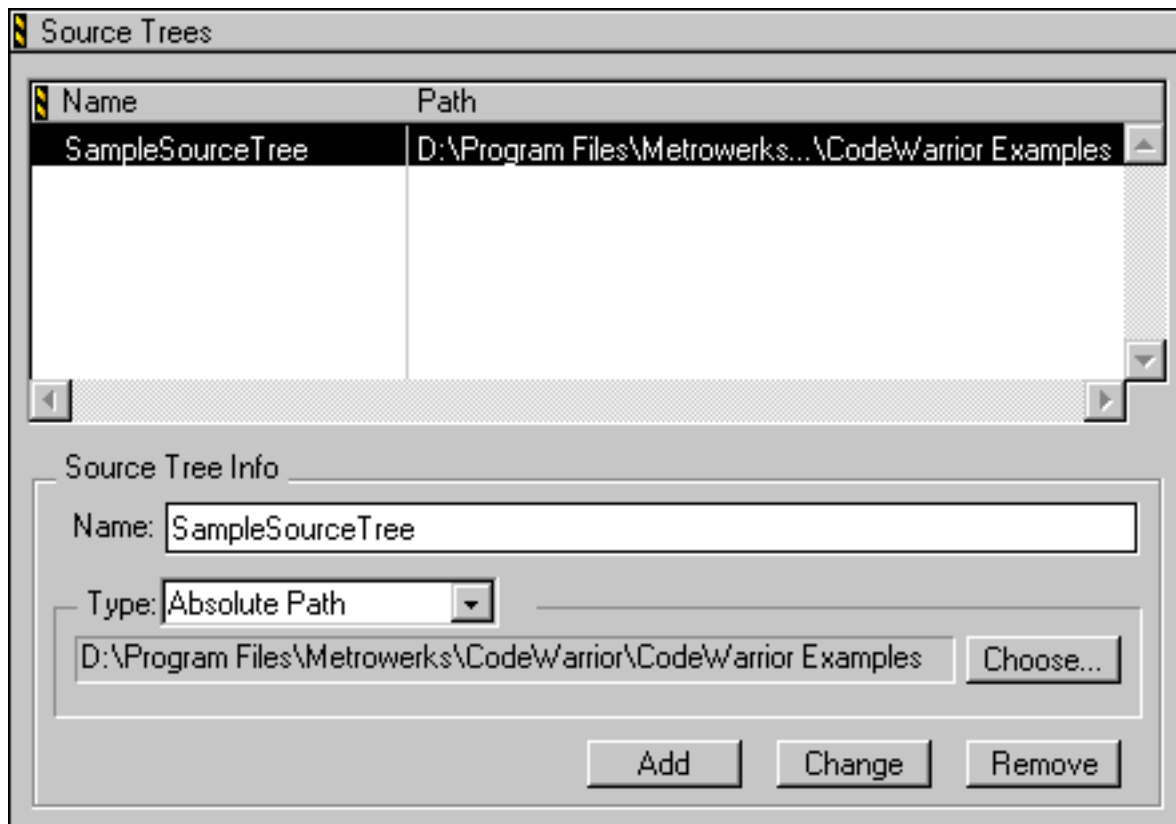 Source Trees
Name Path
SampleSourceTree D:\Program Files\Metrowerks...\CodeWarrior Examples
Source Tree Info
Name: SampleSourceTree
Type: Absolute Path
D:\Program Files\Metrowerks\CodeWarrior\CodeWarrior Examples Choose...
Add Change Remove